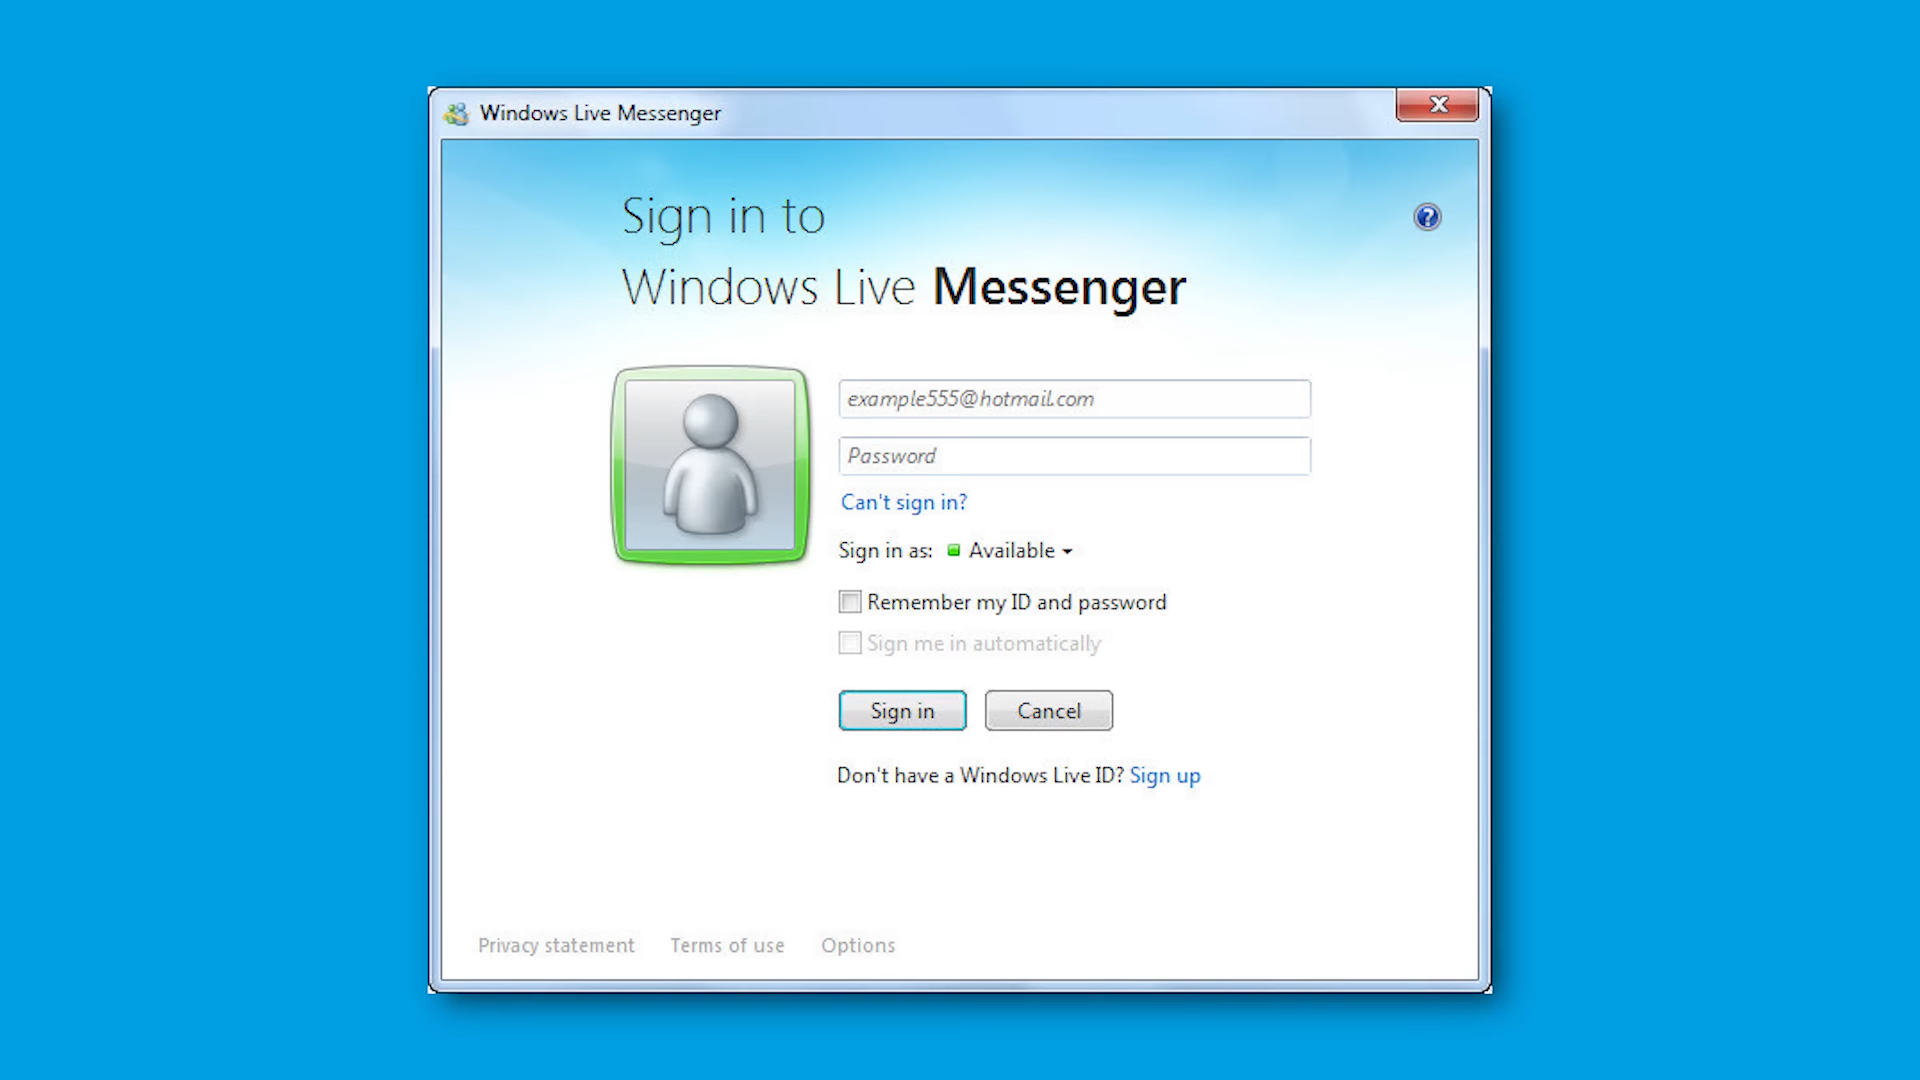 Windows Live Messenger
Sign in to
Windows Live Messenger
example555@hotmail.com
Password
Can't sign in?
Sign in as: Available
Remember my ID and password
Sign me in automatically
Sign in Cancel
Don't have a Windows Live ID? Sign up
Privacy statement Terms of use Options